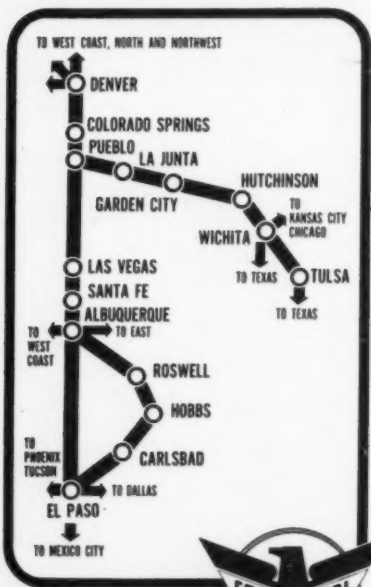 TO WEST COAST, NORTH AND NORTHWEST
DENVER
COLORADO SPRINGS
PUEBLO
LA JUNTA
HUTCHINSON
GARDEN CITY
TO
KANSAS CITY
CHICAGO
WICHITA
TO TEXAS
TULSA
TO TEXAS
LAS VEGAS
SANTA FE
ALBUQUERQUE
TO
WEST
COAST
TO EAST
ROSWELL
HOBBS
TO
PHOENIX
TUCSON
CARLSBAD
TO DALLAS
EL PASO
TO MEXICO CITY